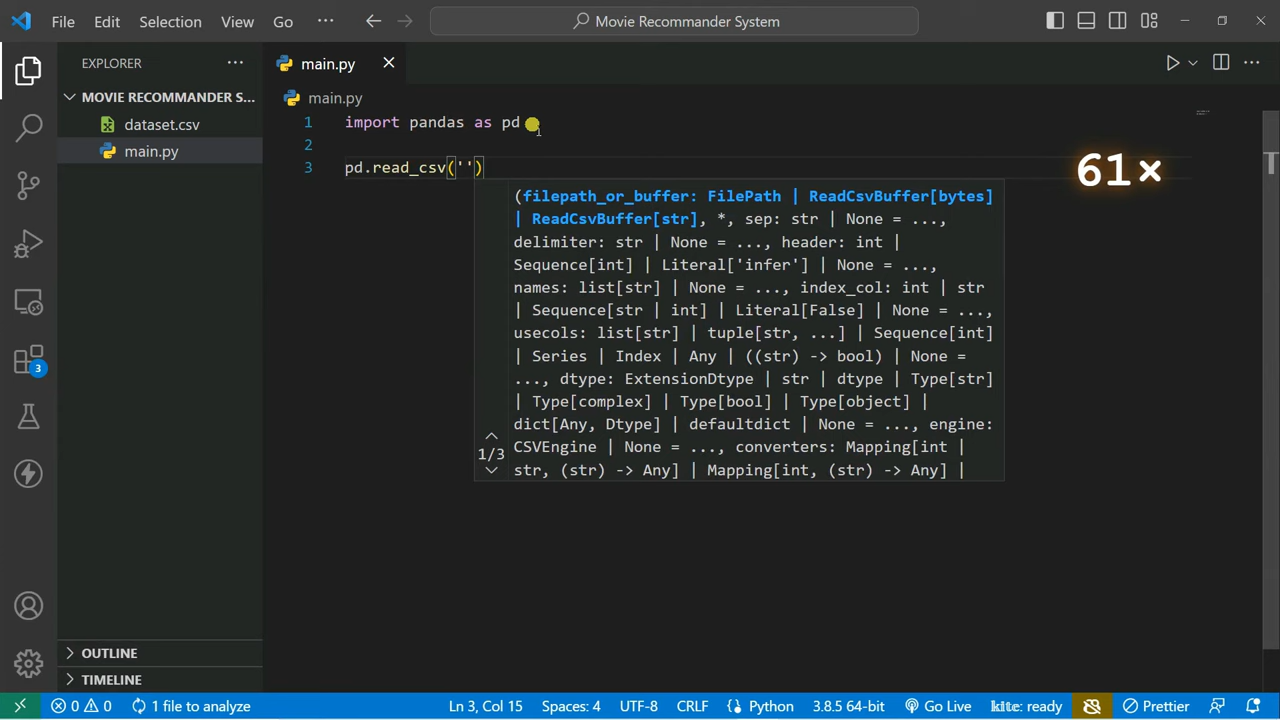 File Edit Selection View Go ··· Movie Recommander System
EXPLORER ···
MOVIE RECOMMANDER S...
dataset.csv
main.py
main.py
main.py
1 import pandas as pd
2
3 pd.read_csv('')
61×
(filepath_or_buffer: FilePath | ReadCsvBuffer[bytes]
| ReadCsvBuffer[str], *, sep: str | None = ...,
delimiter: str | None = ..., header: int |
Sequence[int] | Literal['infer'] | None = ...,
names: list[str] | None = ..., index_col: int | str
| Sequence[str | int] | Literal[False] | None = ...,
usecols: list[str] | tuple[str, ...] | Sequence[int]
| Series | Index | Any | ((str) -> bool) | None =
..., dtype: ExtensionDtype | str | dtype | Type[str]
| Type[complex] | Type[bool] | Type[object] |
dict[Any, Dtype] | defaultdict | None = ..., engine:
CSVEngine | None = ..., converters: Mapping[int |
str, (str) -> Any] | Mapping[int, (str) -> Any] |
1/3
3
OUTLINE
TIMELINE
0 0 1 file to analyze Ln 3, Col 15 Spaces: 4 UTF-8 CRLF Python 3.8.5 64-bit Go Live kite: ready Prettier